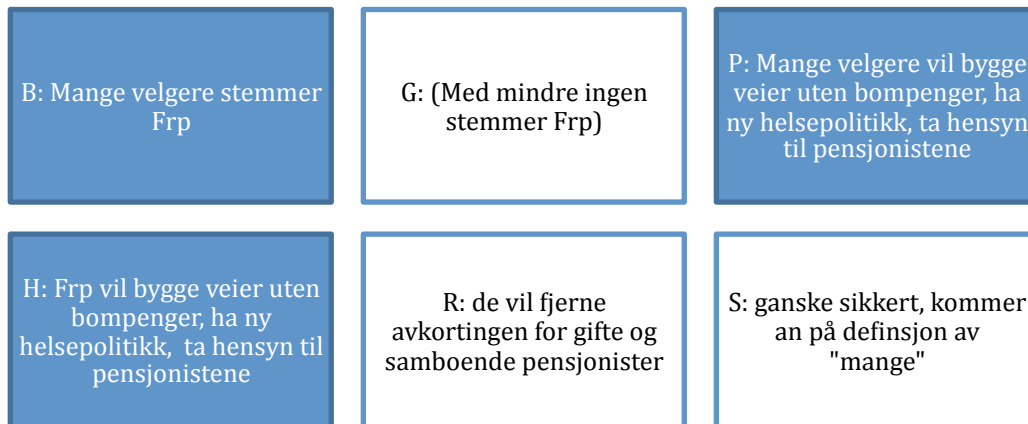 B: Mange velgere stemmer
Frp
G: (Med mindre ingen
stemmer Frp)
P: Mange velgere vil bygge
veier uten bompenger, ha
ny helsepolitikk, ta hensyn
til pensjonistene
H: Frp vil bygge veier uten
bompenger, ha ny
helsepolitikk, ta hensyn til
pensjonistene
R: de vil fjerne
avkortingen for gifte og
samboende pensjonister
S: ganske sikkert, kommer
an på definsjon av
"mange"